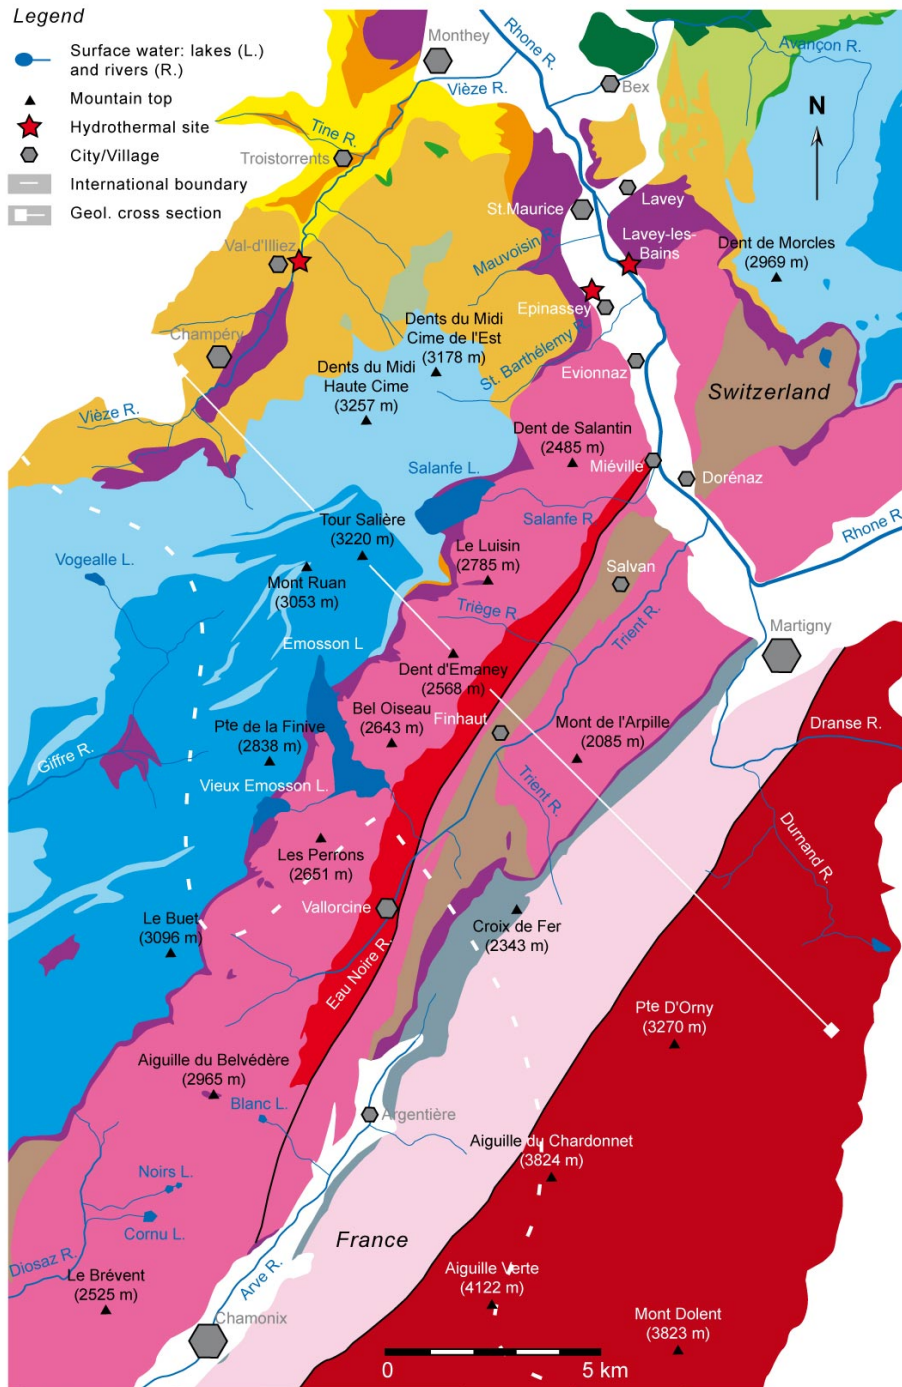 Legend
Surface water: lakes (L.)
and rivers (R.)
Mountain top
Hydrothermal site
City/Village
International boundary
Geol. cross section
Monthey
Rhone R.
Avançon R.
Vièze R.
Bex
N
Tine R.
Troistorrents
St.Maurice
Lavey
Lavey-les-
Bains
Val-d'Illiez
Mauvoisin R.
Dent de Morcles
(2969 m)
Epinassey
Champéry
Dents du Midi
Cime de l'Est
(3178 m)
St. Barthélemy R.
Evionnaz
Dents du Midi
Haute Cime
(3257 m)
Switzerland
Vièze R.
Dent de Salantin
(2485 m)
Miéville
Salanfe L.
Dorénaz
Salanfe R.
Rhone R.
Tour Salière
(3220 m)
Vogealle L.
Le Luisin
(2785 m)
Mont Ruan
(3053 m)
Salvan
Triège R.
Trient R.
Martigny
Emosson L
Dent d'Emaney
(2568 m)
Bel Oiseau
(2643 m)
Finhaut
Pte de la Finive
(2838 m)
Mont de l'Arpille
(2085 m)
Dranse R.
Giffre R.
Vieux Emosson L.
Trient R.
Durnand R.
Les Perrons
(2651 m)
Vallorcine
Le Buet
(3096 m)
Croix de Fer
(2343 m)
Eau Noire R.
Pte D'Orny
(3270 m)
Aiguille du Belvédère
(2965 m)
Blanc L.
Argentière
Aiguille du Chardonnet
(3824 m)
Noirs L.
Cornu L.
Diosaz R.
France
Arve R.
Le Brévent
(2525 m)
Aiguille Verte
(4122 m)
Chamonix
Mont Dolent
(3823 m)
0 5 km